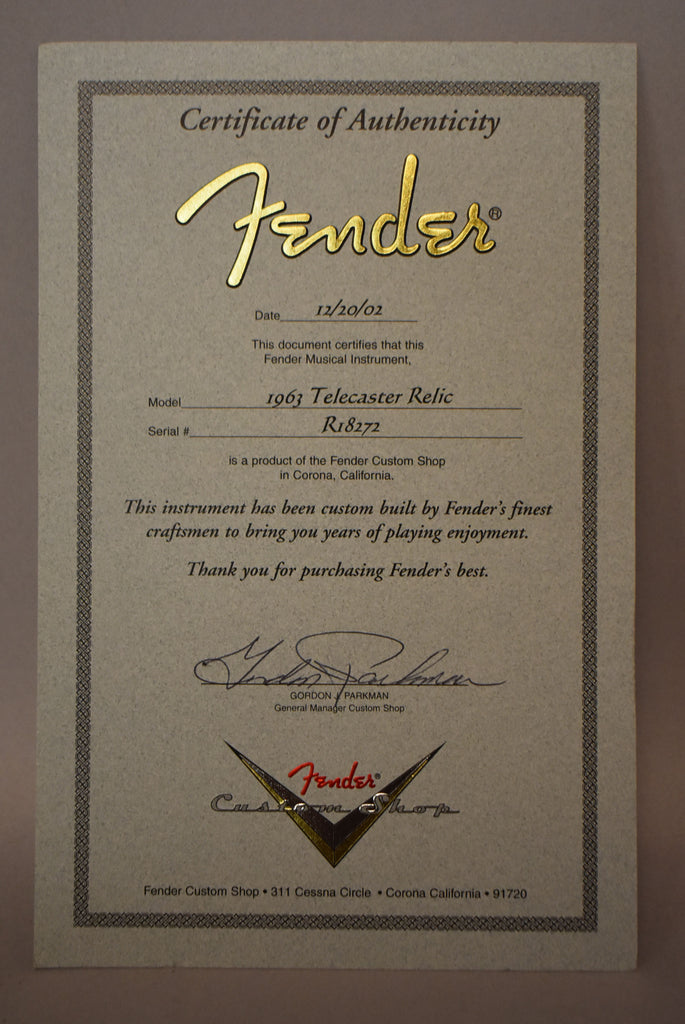 Certificate of Authenticity
Fender®
Date 12/20/02
This document certifies that this
Fender Musical Instrument,
Model 1963 Telecaster Relic
Serial # R18272
is a product of the Fender Custom Shop
in Corona, California.
This instrument has been custom built by Fender's finest
craftsmen to bring you years of playing enjoyment.
Thank you for purchasing Fender's best.
Gordon J Parkman
GORDON J. PARKMAN
General Manager Custom Shop
Fender®
Custom Shop
Fender Custom Shop • 311 Cessna Circle • Corona California • 91720